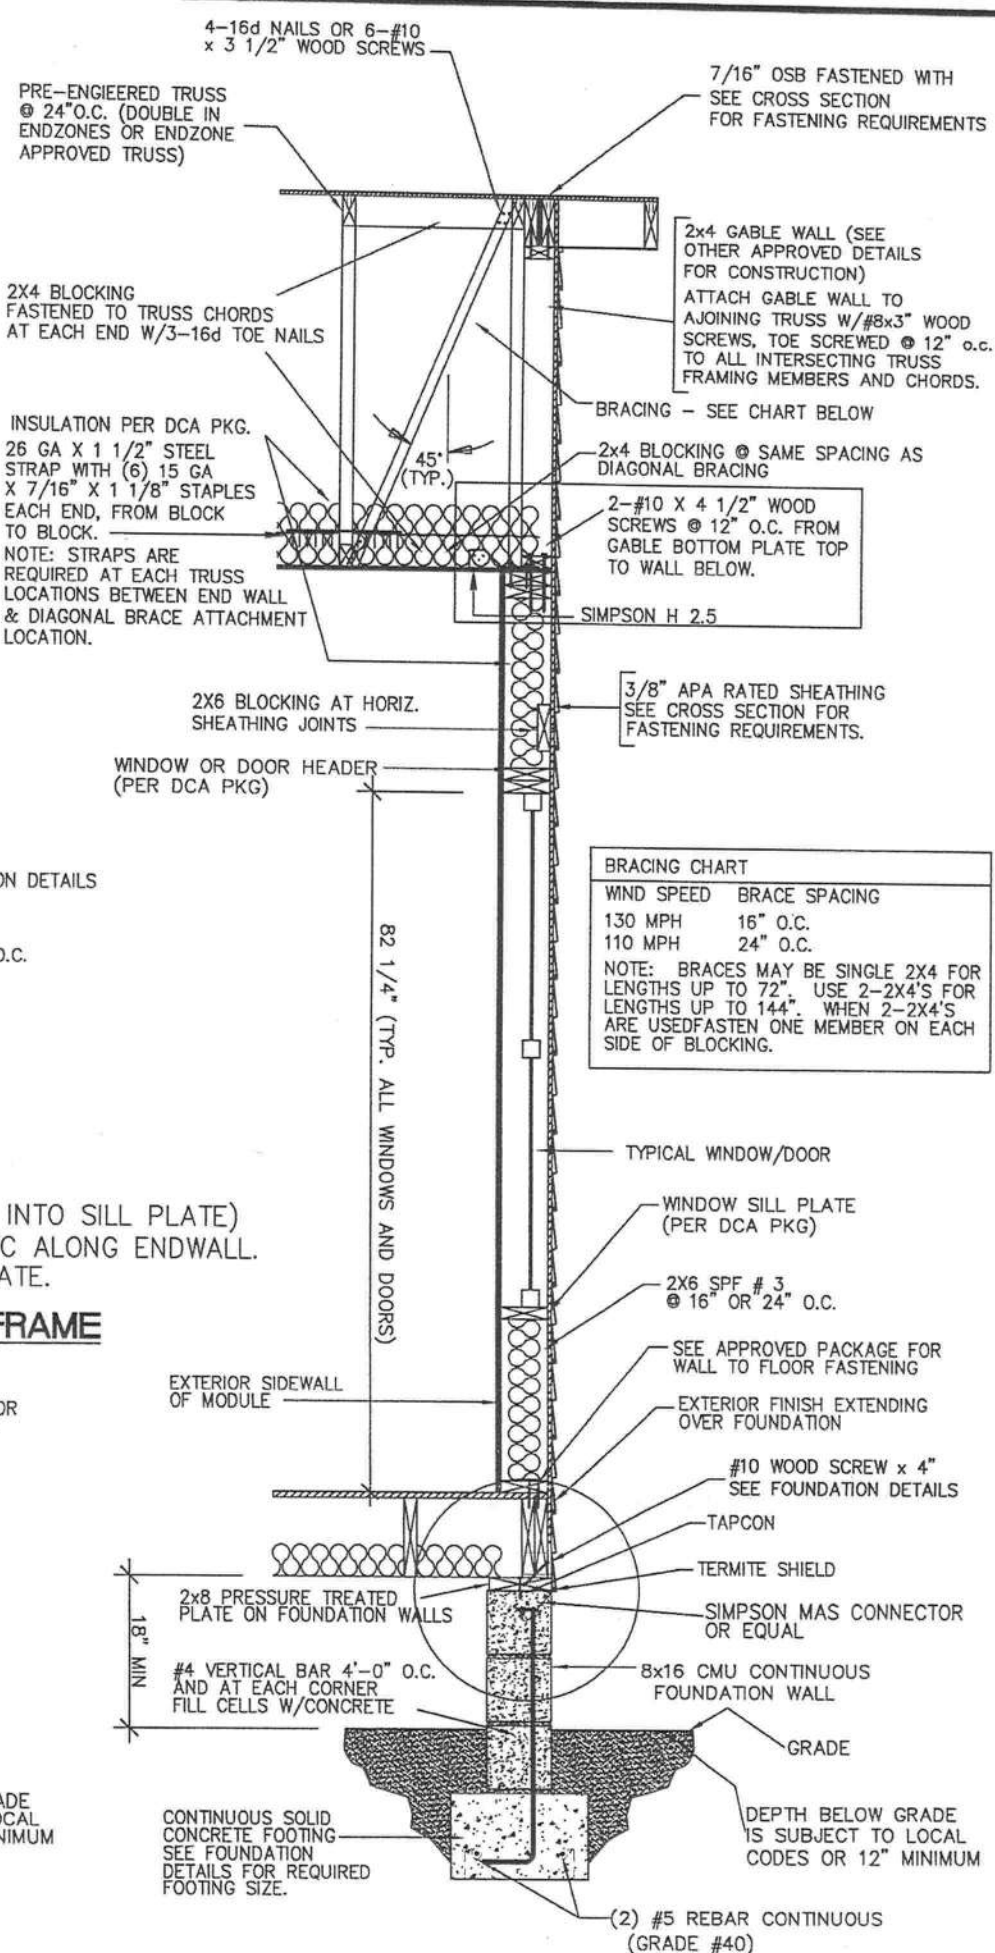 4-16d NAILS OR 6-#10
x 3 1/2" WOOD SCREWS
PRE-ENGIEERED TRUSS
@ 24"O.C. (DOUBLE IN
ENDZONES OR ENDZONE
APPROVED TRUSS)
7/16" OSB FASTENED WITH
SEE CROSS SECTION
FOR FASTENING REQUIREMENTS
2x4 GABLE WALL (SEE
OTHER APPROVED DETAILS
FOR CONSTRUCTION)
ATTACH GABLE WALL TO
AJOINING TRUSS W/#8x3" WOOD
SCREWS, TOE SCREWED @ 12" o.c.
TO ALL INTERSECTING TRUSS
FRAMING MEMBERS AND CHORDS.
2X4 BLOCKING
FASTENED TO TRUSS CHORDS
AT EACH END W/3-16d TOE NAILS
BRACING - SEE CHART BELOW
INSULATION PER DCA PKG.
26 GA X 1 1/2" STEEL
STRAP WITH (6) 15 GA
X 7/16" X 1 1/8" STAPLES
EACH END, FROM BLOCK
TO BLOCK.
NOTE: STRAPS ARE
REQUIRED AT EACH TRUSS
LOCATIONS BETWEEN END WALL
& DIAGONAL BRACE ATTACHMENT
LOCATION.
45°
(TYP.)
2x4 BLOCKING @ SAME SPACING AS
DIAGONAL BRACING
2-#10 X 4 1/2" WOOD
SCREWS @ 12" O.C. FROM
GABLE BOTTOM PLATE TOP
TO WALL BELOW.
SIMPSON H 2.5
2X6 BLOCKING AT HORIZ.
SHEATHING JOINTS
3/8" APA RATED SHEATHING
SEE CROSS SECTION FOR
FASTENING REQUIREMENTS.
WINDOW OR DOOR HEADER
(PER DCA PKG)
ON DETAILS
O.C.
82 1/4" (TYP. ALL WINDOWS AND DOORS)
BRACING CHART
WIND SPEED BRACE SPACING
130 MPH 16" O.C.
110 MPH 24" O.C.
NOTE: BRACES MAY BE SINGLE 2X4 FOR
LENGTHS UP TO 72". USE 2-2X4'S FOR
LENGTHS UP TO 144". WHEN 2-2X4'S
ARE USEDFASTEN ONE MEMBER ON EACH
SIDE OF BLOCKING.
TYPICAL WINDOW/DOOR
INTO SILL PLATE)
C ALONG ENDWALL.
ATE.
FRAME
WINDOW SILL PLATE
(PER DCA PKG)
2X6 SPF # 3
@ 16" OR 24" O.C.
SEE APPROVED PACKAGE FOR
WALL TO FLOOR FASTENING
EXTERIOR SIDEWALL
OF MODULE
OR
EXTERIOR FINISH EXTENDING
OVER FOUNDATION
#10 WOOD SCREW x 4"
SEE FOUNDATION DETAILS
TAPCON
TERMITE SHIELD
2x8 PRESSURE TREATED
PLATE ON FOUNDATION WALLS
SIMPSON MAS CONNECTOR
OR EQUAL
18" MIN
#4 VERTICAL BAR 4'-0" O.C.
AND AT EACH CORNER
FILL CELLS W/CONCRETE
8x16 CMU CONTINUOUS
FOUNDATION WALL
GRADE
ADE
OCAL
NIMUM
CONTINUOUS SOLID
CONCRETE FOOTING
SEE FOUNDATION
DETAILS FOR REQUIRED
FOOTING SIZE.
DEPTH BELOW GRADE
IS SUBJECT TO LOCAL
CODES OR 12" MINIMUM
(2) #5 REBAR CONTINUOUS
(GRADE #40)